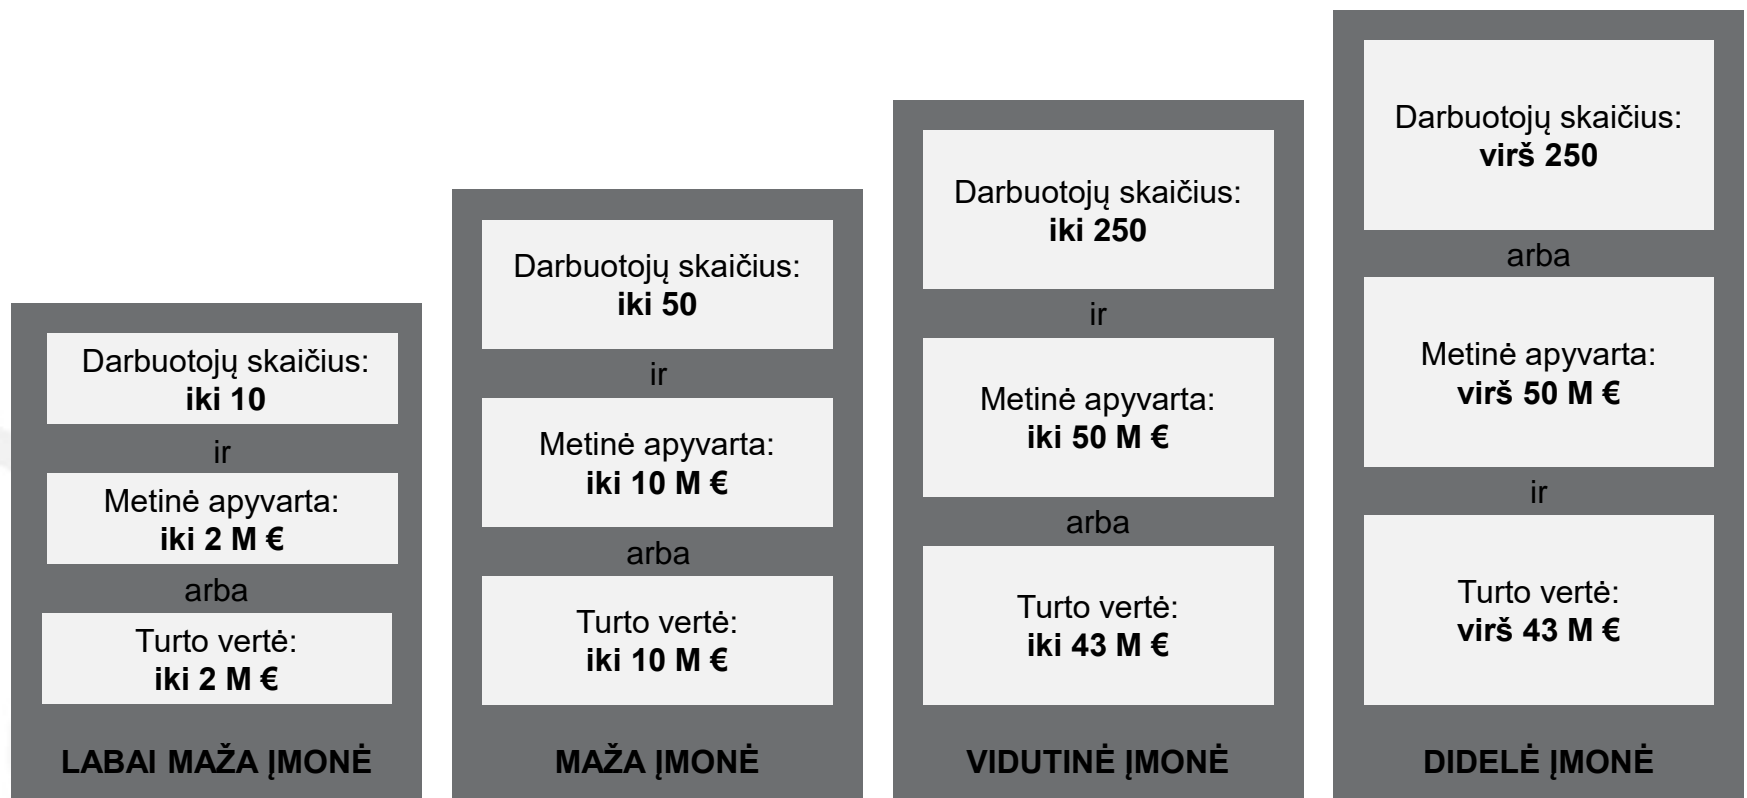 Darbuotojų skaičius:
iki 10
ir
Metinė apyvarta:
iki 2 M €
arba
Turto vertė:
iki 2 M €
LABAI MAŽA ĮMONĖ
Darbuotojų skaičius:
iki 50
ir
Metinė apyvarta:
iki 10 M €
arba
Turto vertė:
iki 10 M €
MAŽA ĮMONĖ
Darbuotojų skaičius:
iki 250
ir
Metinė apyvarta:
iki 50 M €
arba
Turto vertė:
iki 43 M €
VIDUTINĖ ĮMONĖ
Darbuotojų skaičius:
virš 250
arba
Metinė apyvarta:
virš 50 M €
ir
Turto vertė:
virš 43 M €
DIDELĖ ĮMONĖ